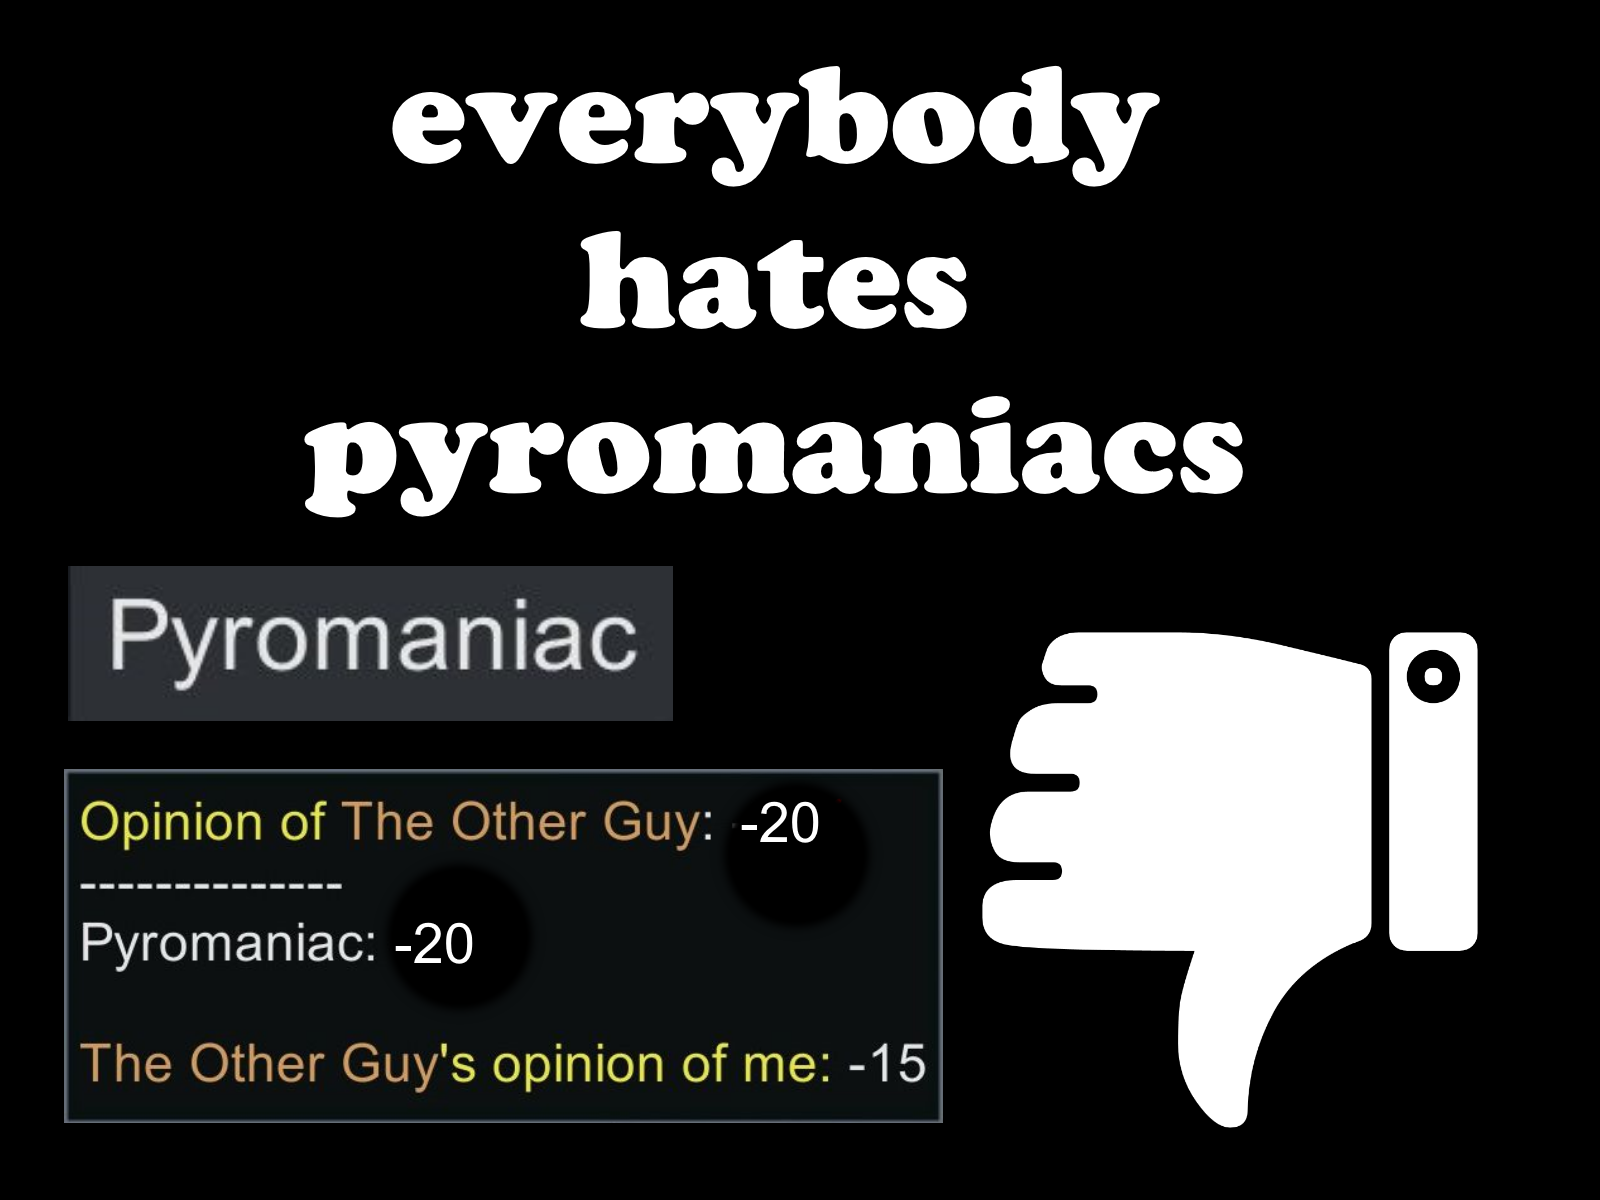 everybody
hates
pyromaniacs
Pyromaniac
Opinion of The Other Guy: -20
--------------
Pyromaniac: -20
The Other Guy's opinion of me: -15